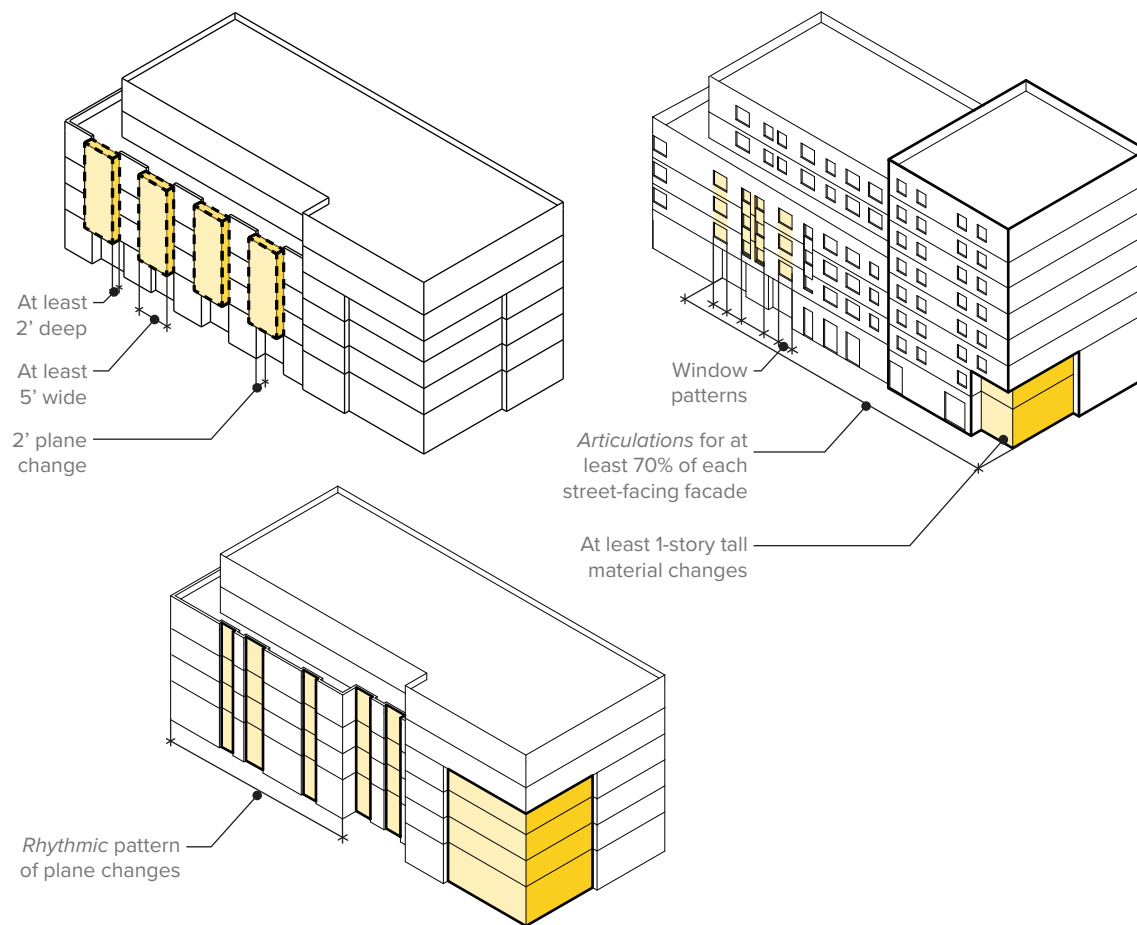 At least
2’ deep
At least
5’ wide
2’ plane
change
Window
patterns
Articulations for at
least 70% of each
street-facing facade
At least 1-story tall
material changes
Rhythmic pattern
of plane changes